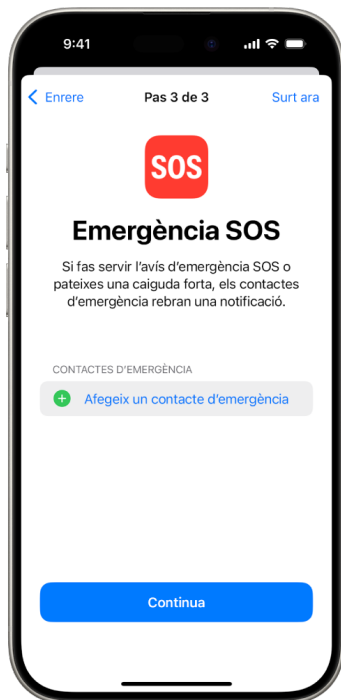 9:41
Enrere
Pas 3 de 3
Surt ara
SOS
Emergència SOS
Si fas servir l'avís d'emergència SOS o
pateixes una caiguda forta, els contactes
d'emergència rebran una notificació.
CONTACTES D'EMERGÈNCIA
Afegeix un contacte d'emergència
Continua